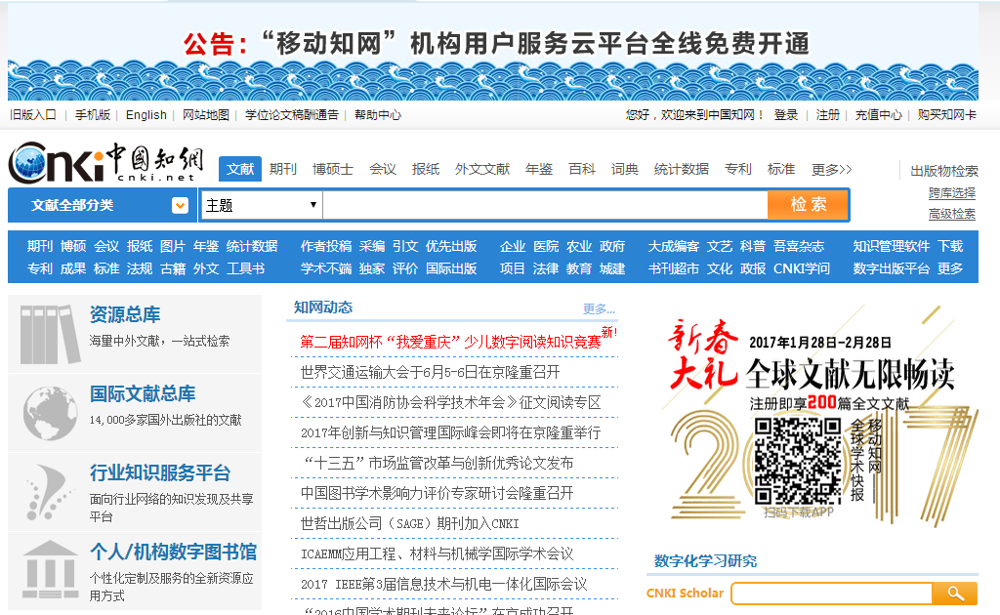 公告：“移动知网”机构用户服务云平台全线免费开通
旧版入口 | 手机版 | English | 网站地图 | 学位论文稿酬通告 | 帮助中心
您好，欢迎来到中国知网！ 登录 | 注册 | 充值中心 | 购买知网卡
Cnki中國知网
cnki.net
文献 期刊 博硕士 会议 报纸 外文文献 年鉴 百科 词典 统计数据 专利 标准 更多>>
出版物检索
跨库选择
高级检索
文献全部分类
主题
检 索
期刊 博硕 会议 报纸 图片 年鉴 统计数据
专利 成果 标准 法规 古籍 外文 工具书
作者投稿 采编 引文 优先出版
学术不端 独家 评价 国际出版
企业 医院 农业 政府
项目 法律 教育 城建
大成编客 文艺 科普 吾喜杂志
书刊超市 文化 政报 CNKI学问
知识管理软件 下载
数字出版平台 更多
资源总库
海量中外文献，一站式检索
国际文献总库
14,000多家国外出版社的文献
行业知识服务平台
面向行业网络的知识发现及共享
平台
个人/机构数字图书馆
个性化定制及服务的全新资源应
用方式
知网动态
更多...
第二届知网杯“我爱重庆”少儿数字阅读知识竞赛
新!
世界交通运输大会于6月5-6日在京隆重召开
《2017中国消防协会科学技术年会》征文阅读专区
2017年创新与知识管理国际峰会即将在京隆重举行
“十三五”市场监管改革与创新优秀论文发布
中国图书学术影响力评价专家研讨会隆重召开
世哲出版公司（SAGE）期刊加入CNKI
ICAEMM应用工程、材料与机械学国际学术会议
2017 IEEE第3届信息技术与机电一体化国际会议
“2016中国学术期刊未来论坛”在京成功召开
新春
大礼
2017年1月28日-2月28日
全球文献无限畅读
注册即享200篇全文文献
2017
移动知网——
全球学术快报
扫码下载APP
数字化学习研究
CNKI Scholar